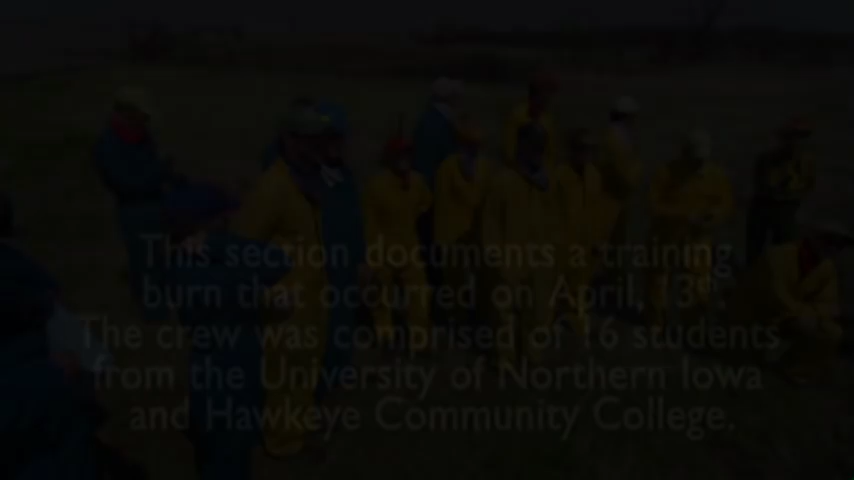 This section documents a training
burn that occurred on April, 13th.
The crew was comprised of 16 students
from the University of Northern Iowa
and Hawkeye Community College.